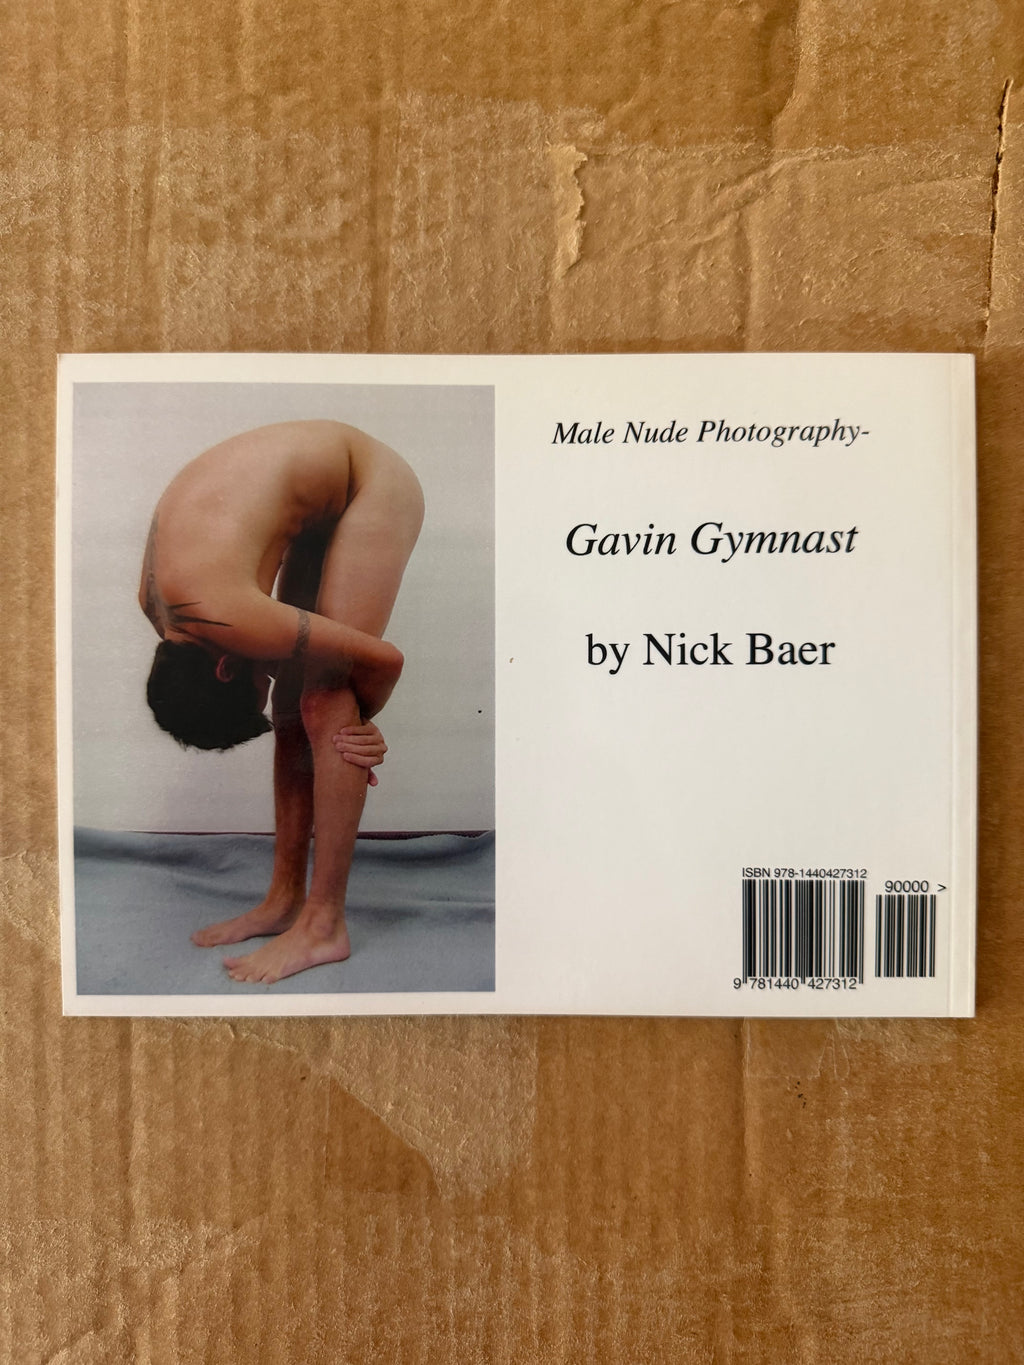 Male Nude Photography-
Gavin Gymnast
by Nick Baer
ISBN 978-1440427312
90000 >
9 781440 427312